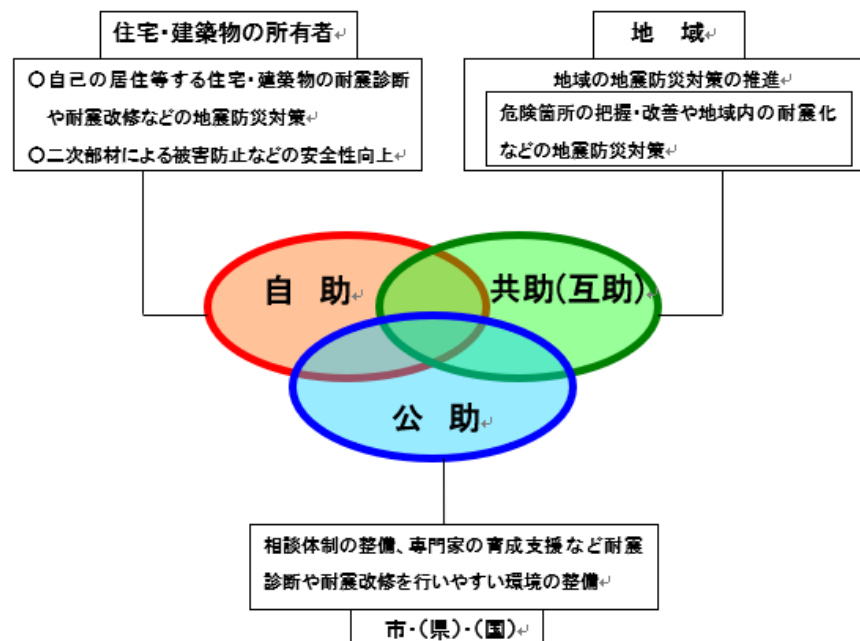 住宅・建築物の所有者↵
〇自己の居住等する住宅・建築物の耐震診断
や耐震改修などの地震防災対策↵
〇二次部材による被害防止などの安全性向上↵
地　域↵
地域の地震防災対策の推進↵
危険箇所の把握・改善や地域内の耐震化
などの地震防災対策↵
自　助↵
共助(互助)↵
公　助↵
相談体制の整備、専門家の育成支援など耐震
診断や耐震改修を行いやすい環境の整備↵
市・(県)・(国)↵